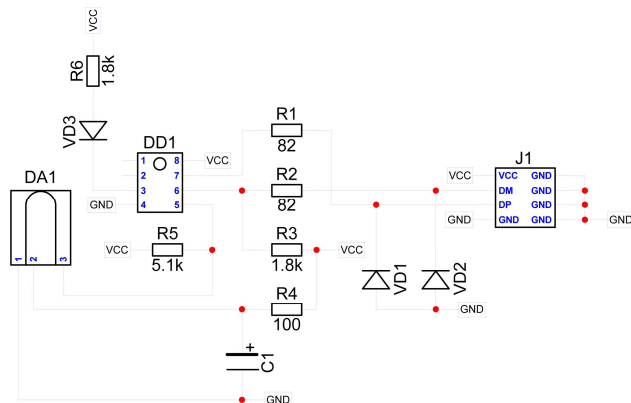 VCC
R6
1.8k
VD3
DD1
1 8
2 7
3 6
4 5
VCC
GND
DA1
1 2 3
R1
82
R2
82
R3
1.8k
VCC
R4
100
VCC
R5
5.1k
C1
+
GND
VD1
VD2
GND
J1
VCC GND
DM GND
DP GND
GND GND
VCC
GND
GND